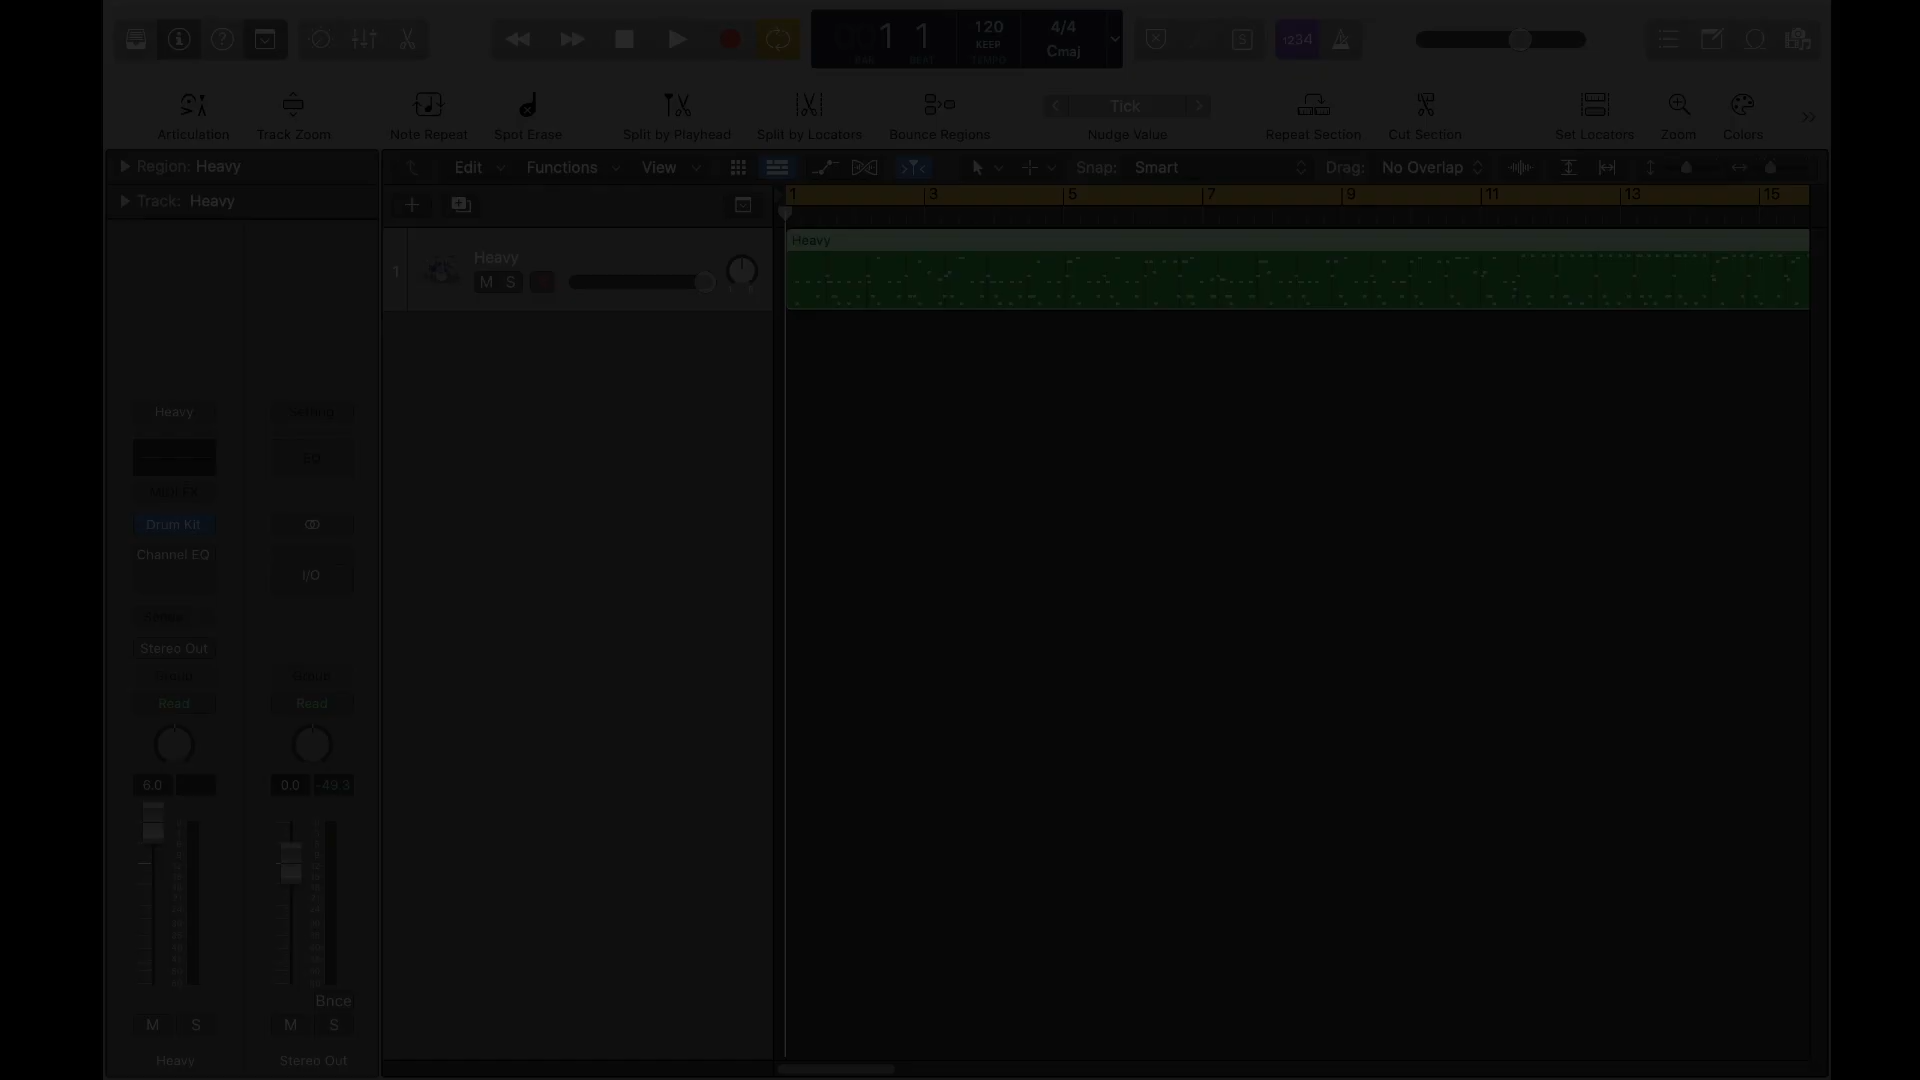 1 1 120 4/4
KEEP Cmaj
BAR BEAT TEMPO
1234
S
Tick
Articulation Track Zoom Note Repeat Spot Erase Split by Playhead Split by Locators Bounce Regions Nudge Value Repeat Section Cut Section Set Locators Zoom Colors
Region: Heavy
Edit Functions View Snap: Smart Drag: No Overlap
Track: Heavy
1 3 5 7 9 11 13 15
Heavy
1 Heavy
M S
Heavy Setting
EQ
MIDI FX
Drum Kit
Channel EQ
I/O
Sends
Stereo Out
Group Group
Read Read
6.0 0.0 -49.3
Bnce
M S M S
Heavy Stereo Out